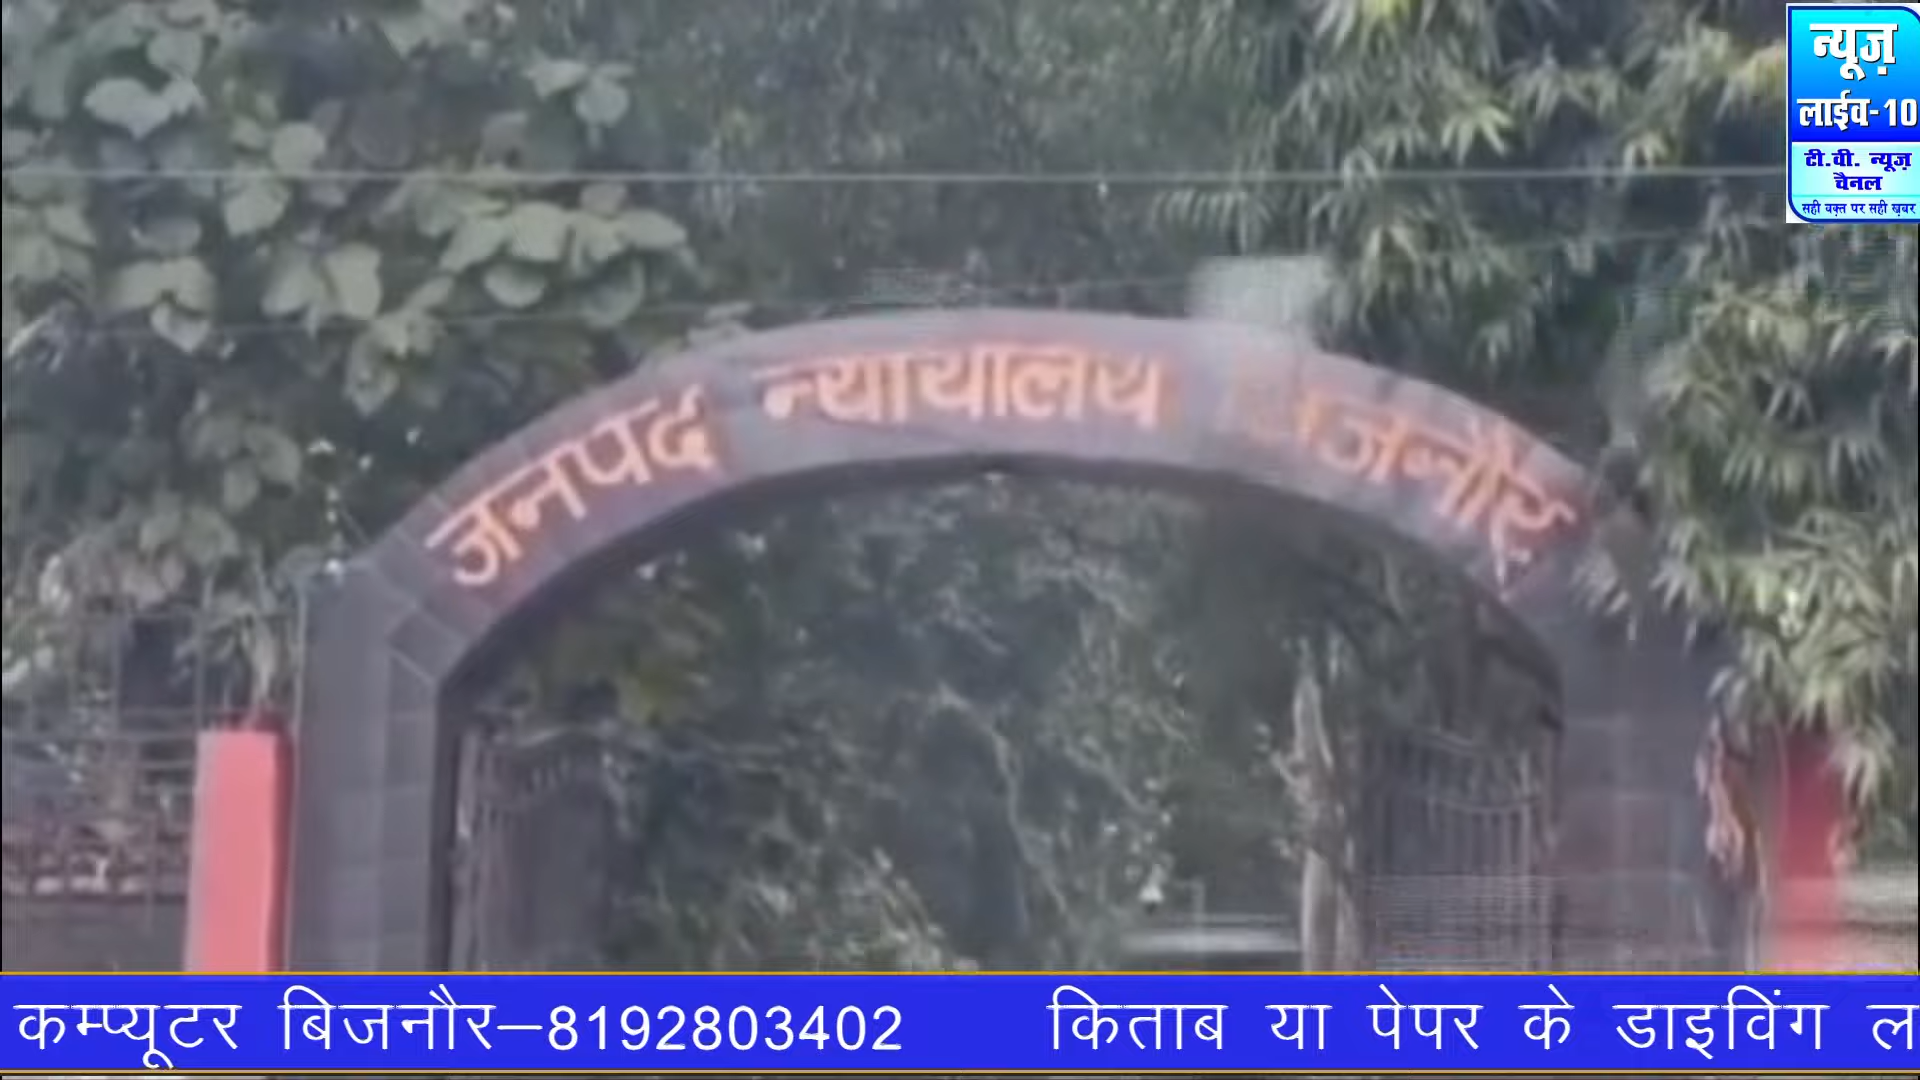 न्यूज़
लाईव-10
टी.वी. न्यूज़
चैनल
सही वक़्त पर सही ख़बर
जनपद न्यायालय बिजनौर
कम्प्यूटर बिजनौर–8192803402 किताब या पेपर के डाइविंग ल